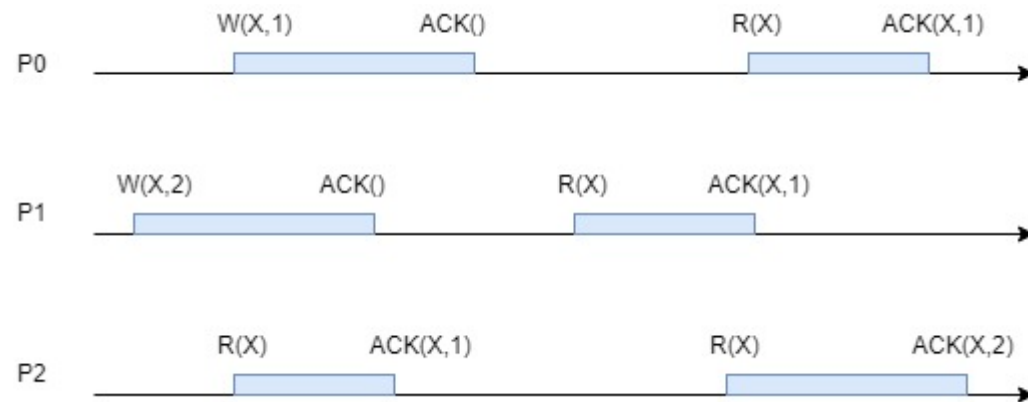 W(X,1) ACK() R(X) ACK(X,1)
P0
W(X,2) ACK() R(X) ACK(X,1)
P1
R(X) ACK(X,1) R(X) ACK(X,2)
P2